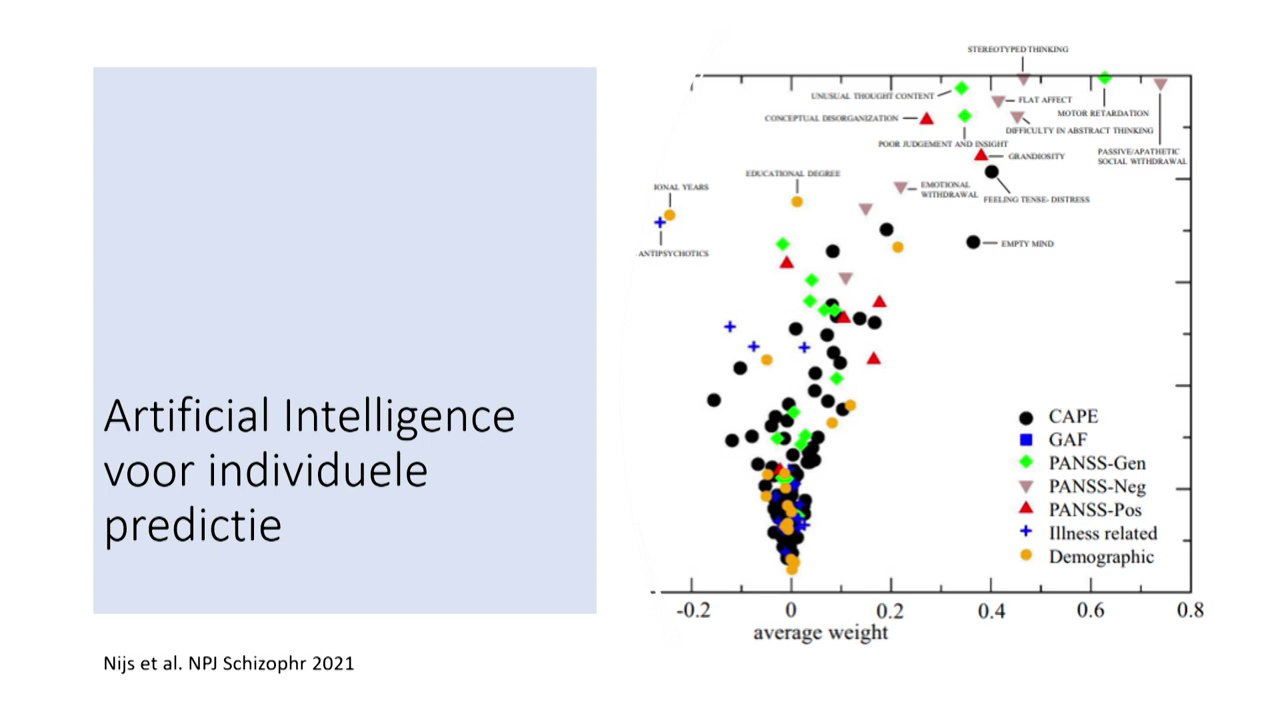 Artificial Intelligence
voor individuele
predictie
Nijs et al. NPJ Schizophr 2021
STEREOTYPED THINKING
UNUSUAL THOUGHT CONTENT
FLAT AFFECT
MOTOR RETARDATION
CONCEPTUAL DISORGANIZATION
DIFFICULTY IN ABSTRACT THINKING
POOR JUDGEMENT AND INSIGHT
PASSIVE/APATHETIC
SOCIAL WITHDRAWAL
GRANDIOSITY
EDUCATIONAL DEGREE
IONAL YEARS
EMOTIONAL
WITHDRAWAL
FEELING TENSE- DISTRESS
ANTIPSYCHOTICS
EMPTY MIND
CAPE
GAF
PANSS-Gen
PANSS-Neg
PANSS-Pos
Illness related
Demographic
-0.2 0 0.2 0.4 0.6 0.8
average weight